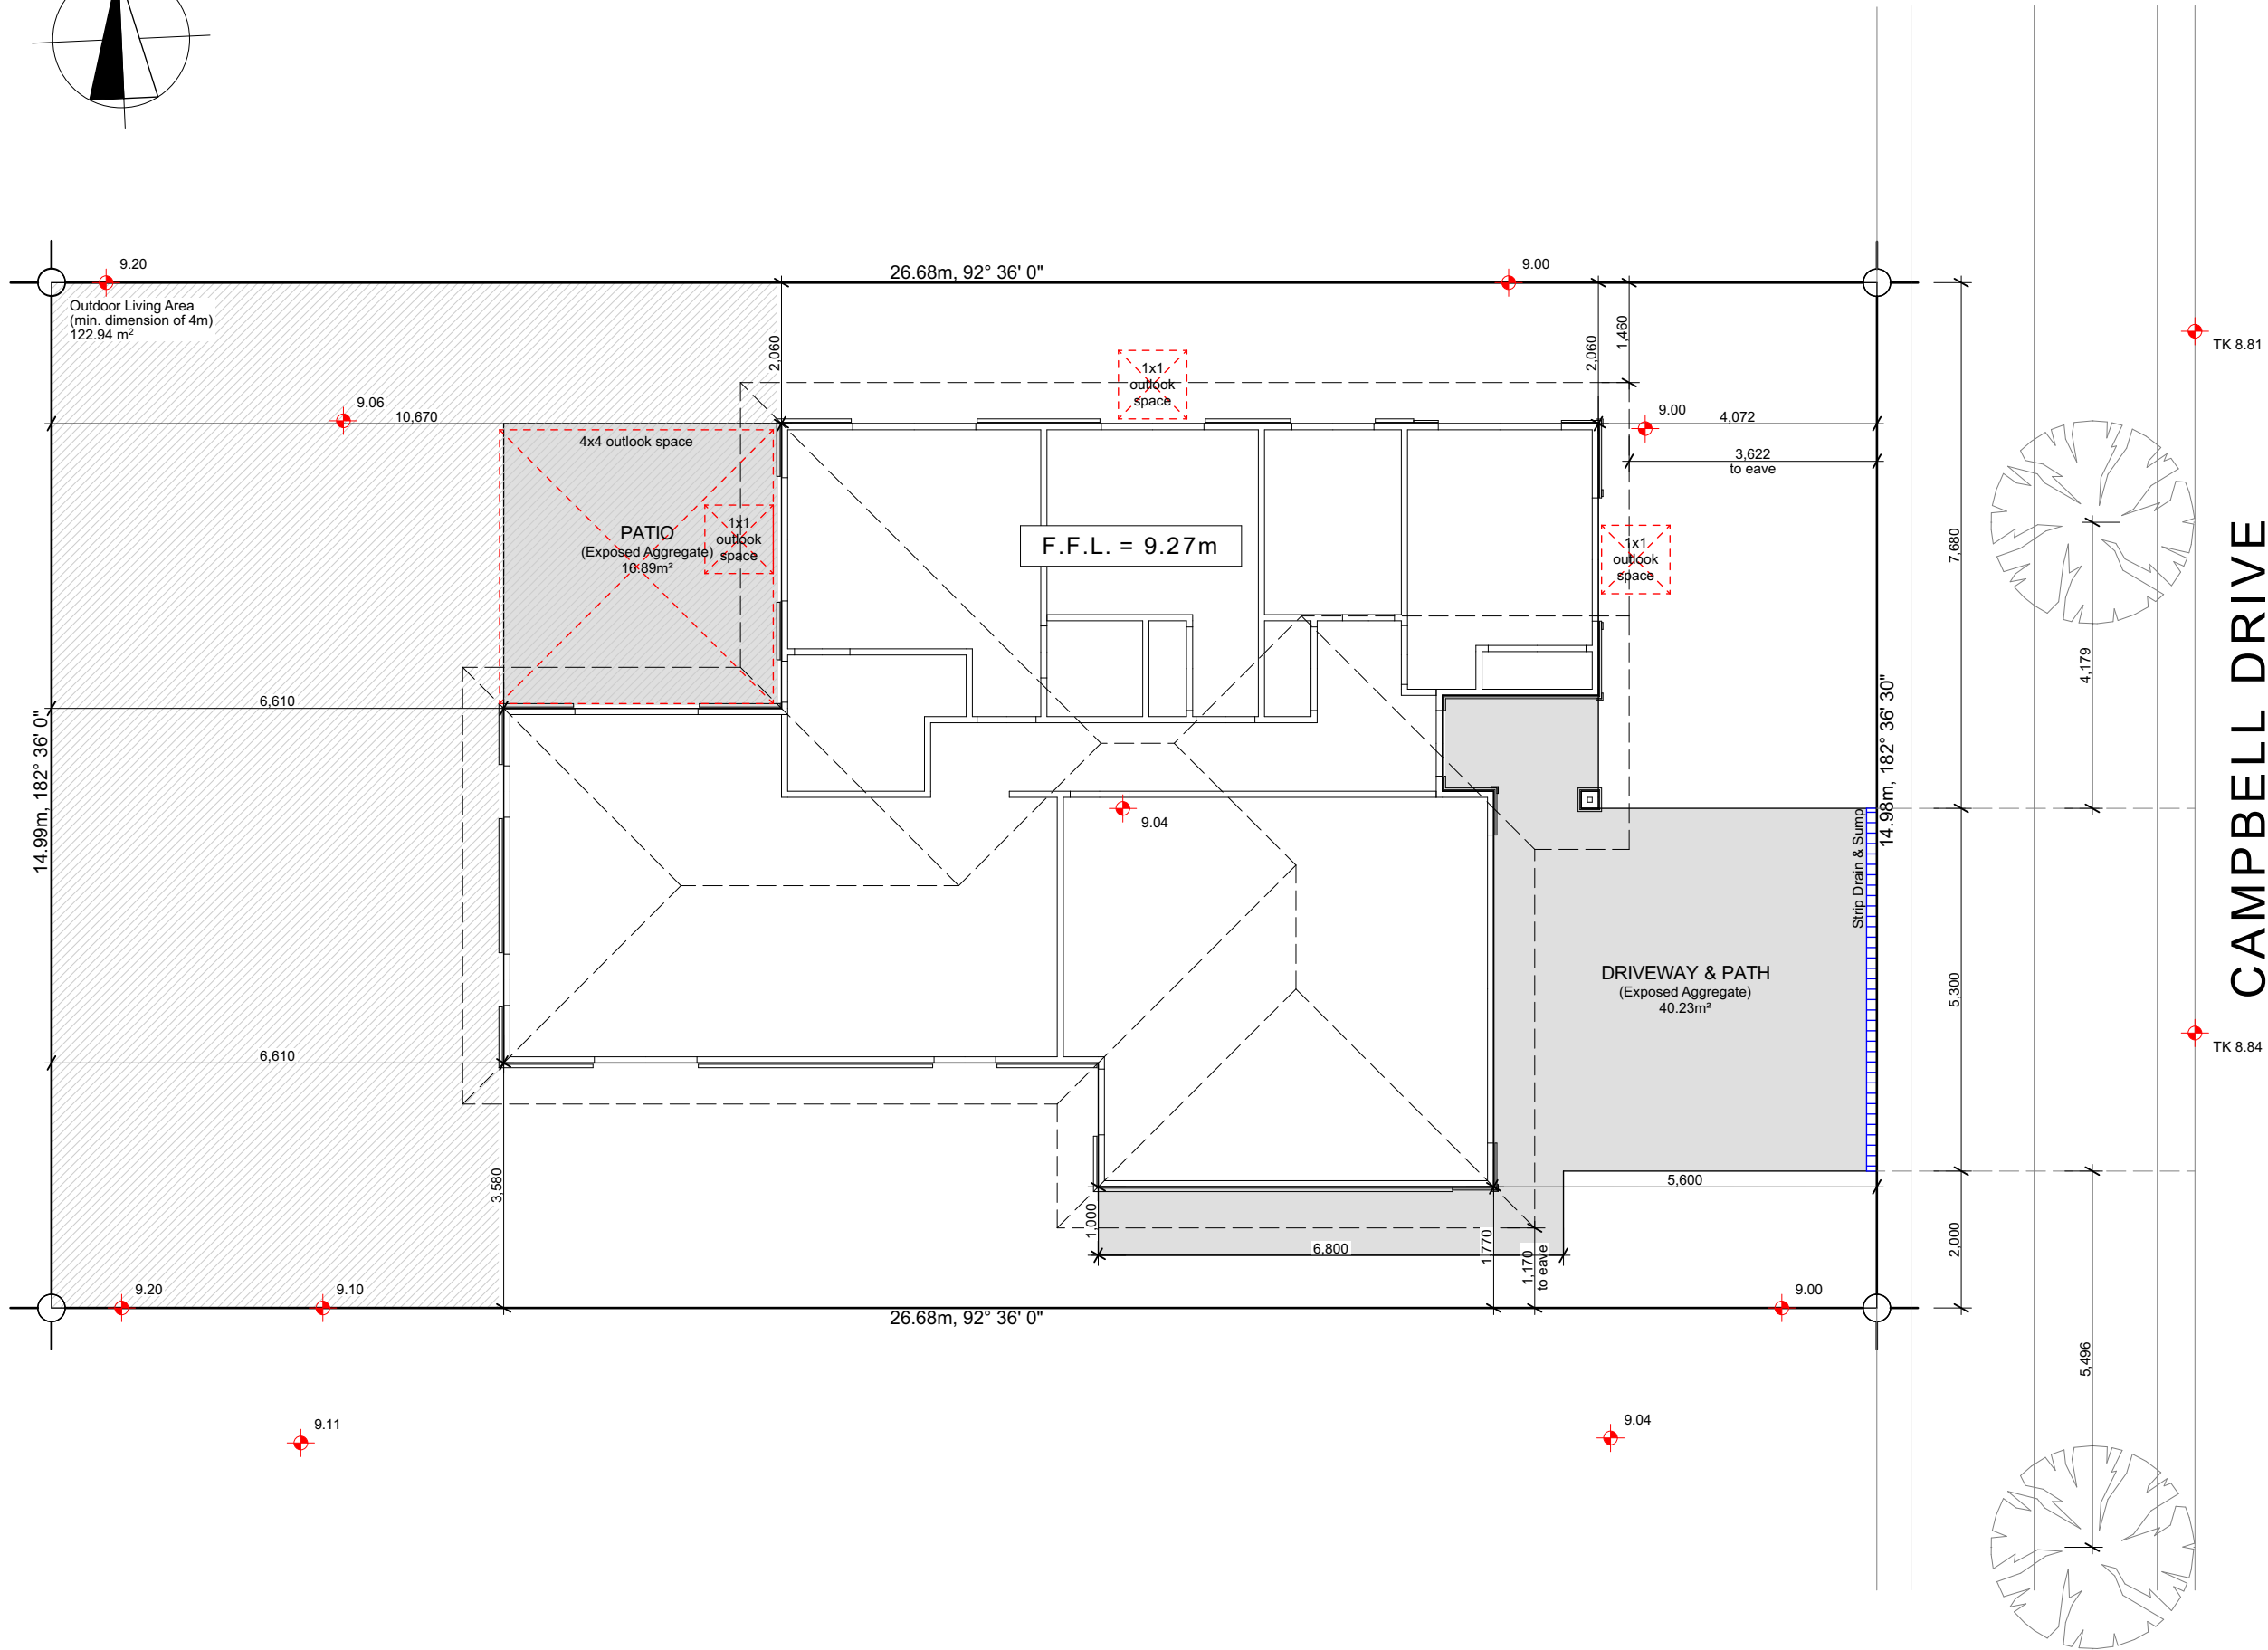 9.20
26.68m, 92° 36' 0"
9.00
Outdoor Living Area
(min. dimension of 4m)
122.94 m²
2,060
2,060
1,460
TK 8.81
1x1
outlook
space
9.06
10,670
9.00
4,072
4x4 outlook space
3,622
to eave
PATIO
(Exposed Aggregate)
16.89m²
1x1
outlook
space
F.F.L. = 9.27m
1x1
outlook
space
7,680
CAMPBELL DRIVE
4,179
6,610
14.99m, 182° 36' 0"
14.98m, 182° 36' 30"
9.04
Strip Drain & Sump
DRIVEWAY & PATH
(Exposed Aggregate)
40.23m²
5,300
6,610
TK 8.84
3,580
5,600
1,000
6,800
1,770
1,170
to eave
2,000
9.20
9.10
26.68m, 92° 36' 0"
9.00
5,496
9.11
9.04